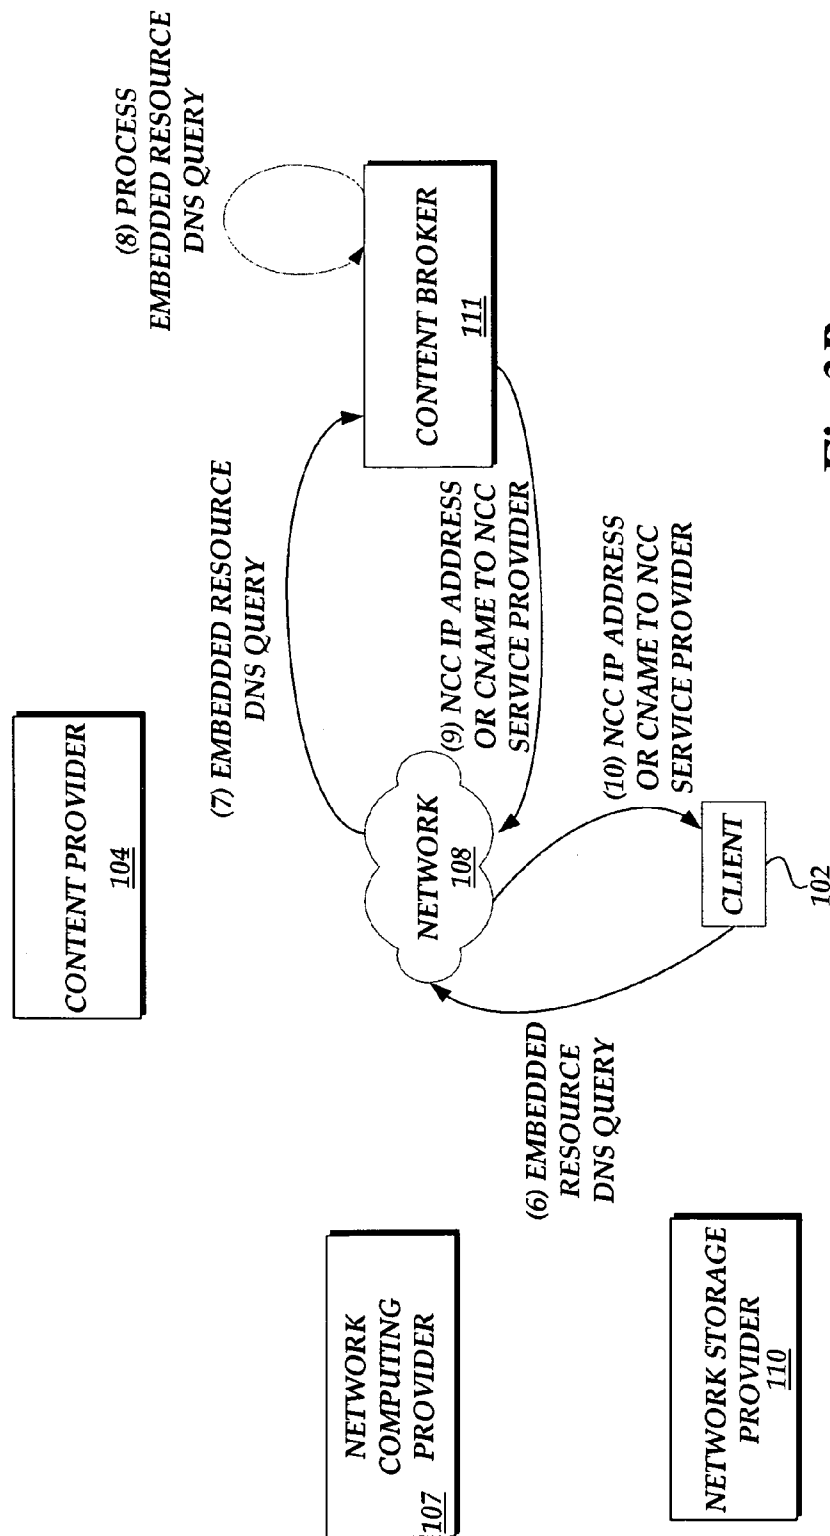 CONTENT PROVIDER
104
(8) PROCESS
EMBEDDED RESOURCE
DNS QUERY
(7) EMBEDDED RESOURCE
DNS QUERY
CONTENT BROKER
111
NETWORK
COMPUTING
PROVIDER
107
NETWORK
108
(9) NCC IP ADDRESS
OR CNAME TO NCC
SERVICE PROVIDER
(6) EMBEDDED
RESOURCE
DNS QUERY
(10) NCC IP ADDRESS
OR CNAME TO NCC
SERVICE PROVIDER
NETWORK STORAGE
PROVIDER
110
CLIENT
102